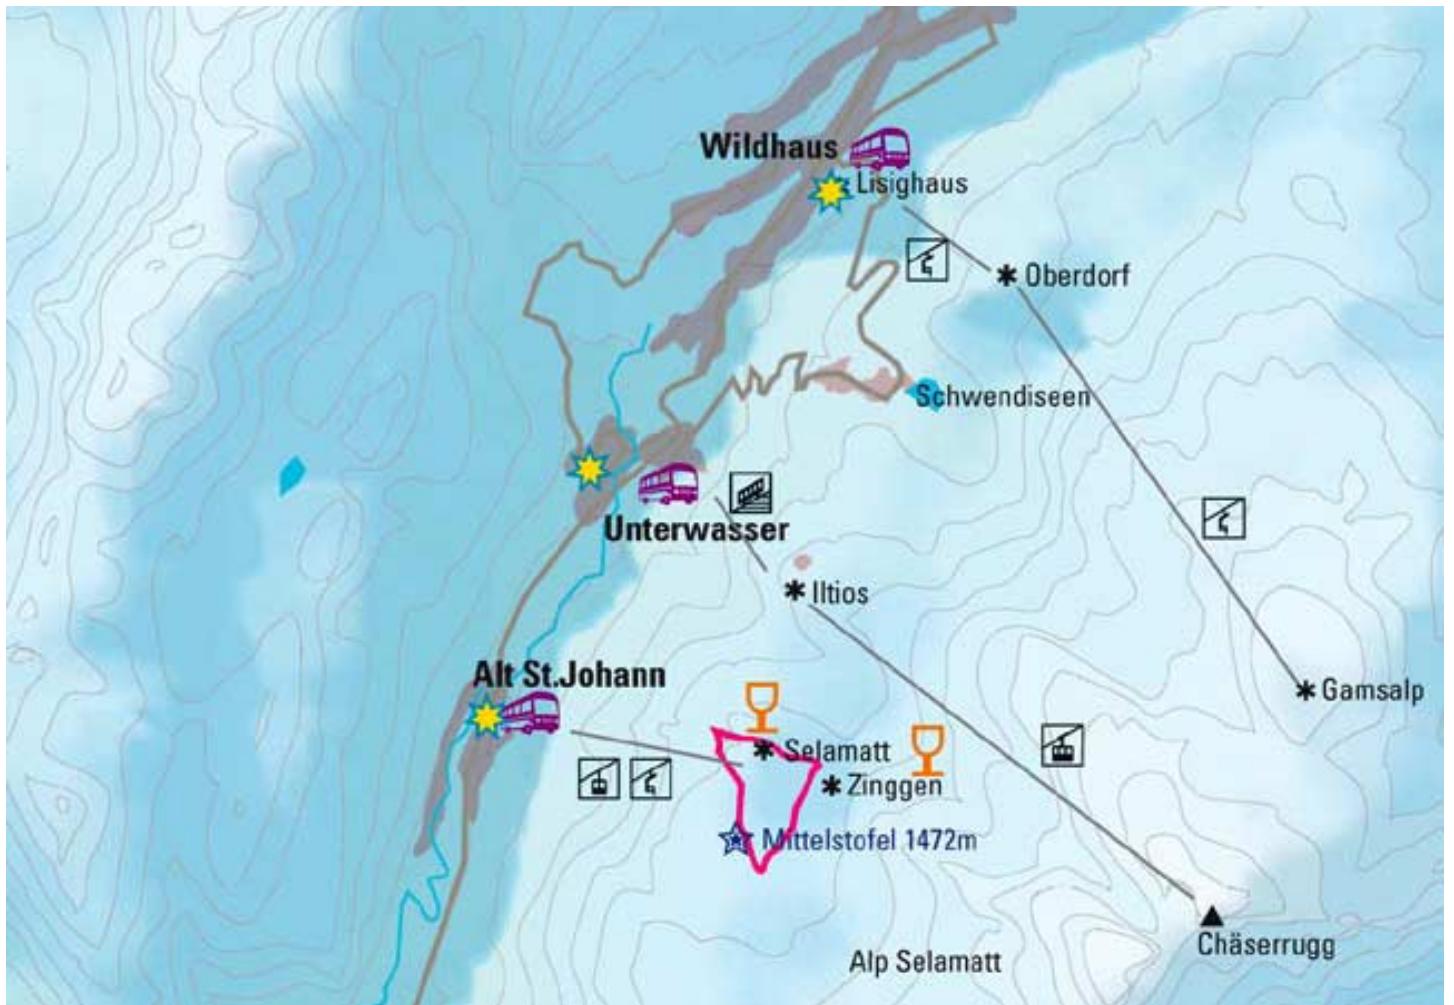 Wildhaus
Lisighaus
Oberdorf
Schwendiseen
Unterwasser
Iltios
Alt St.Johann
Gamsalp
Selamatt
Zinggen
Mittelstofel 1472m
Chäserrugg
Alp Selamatt